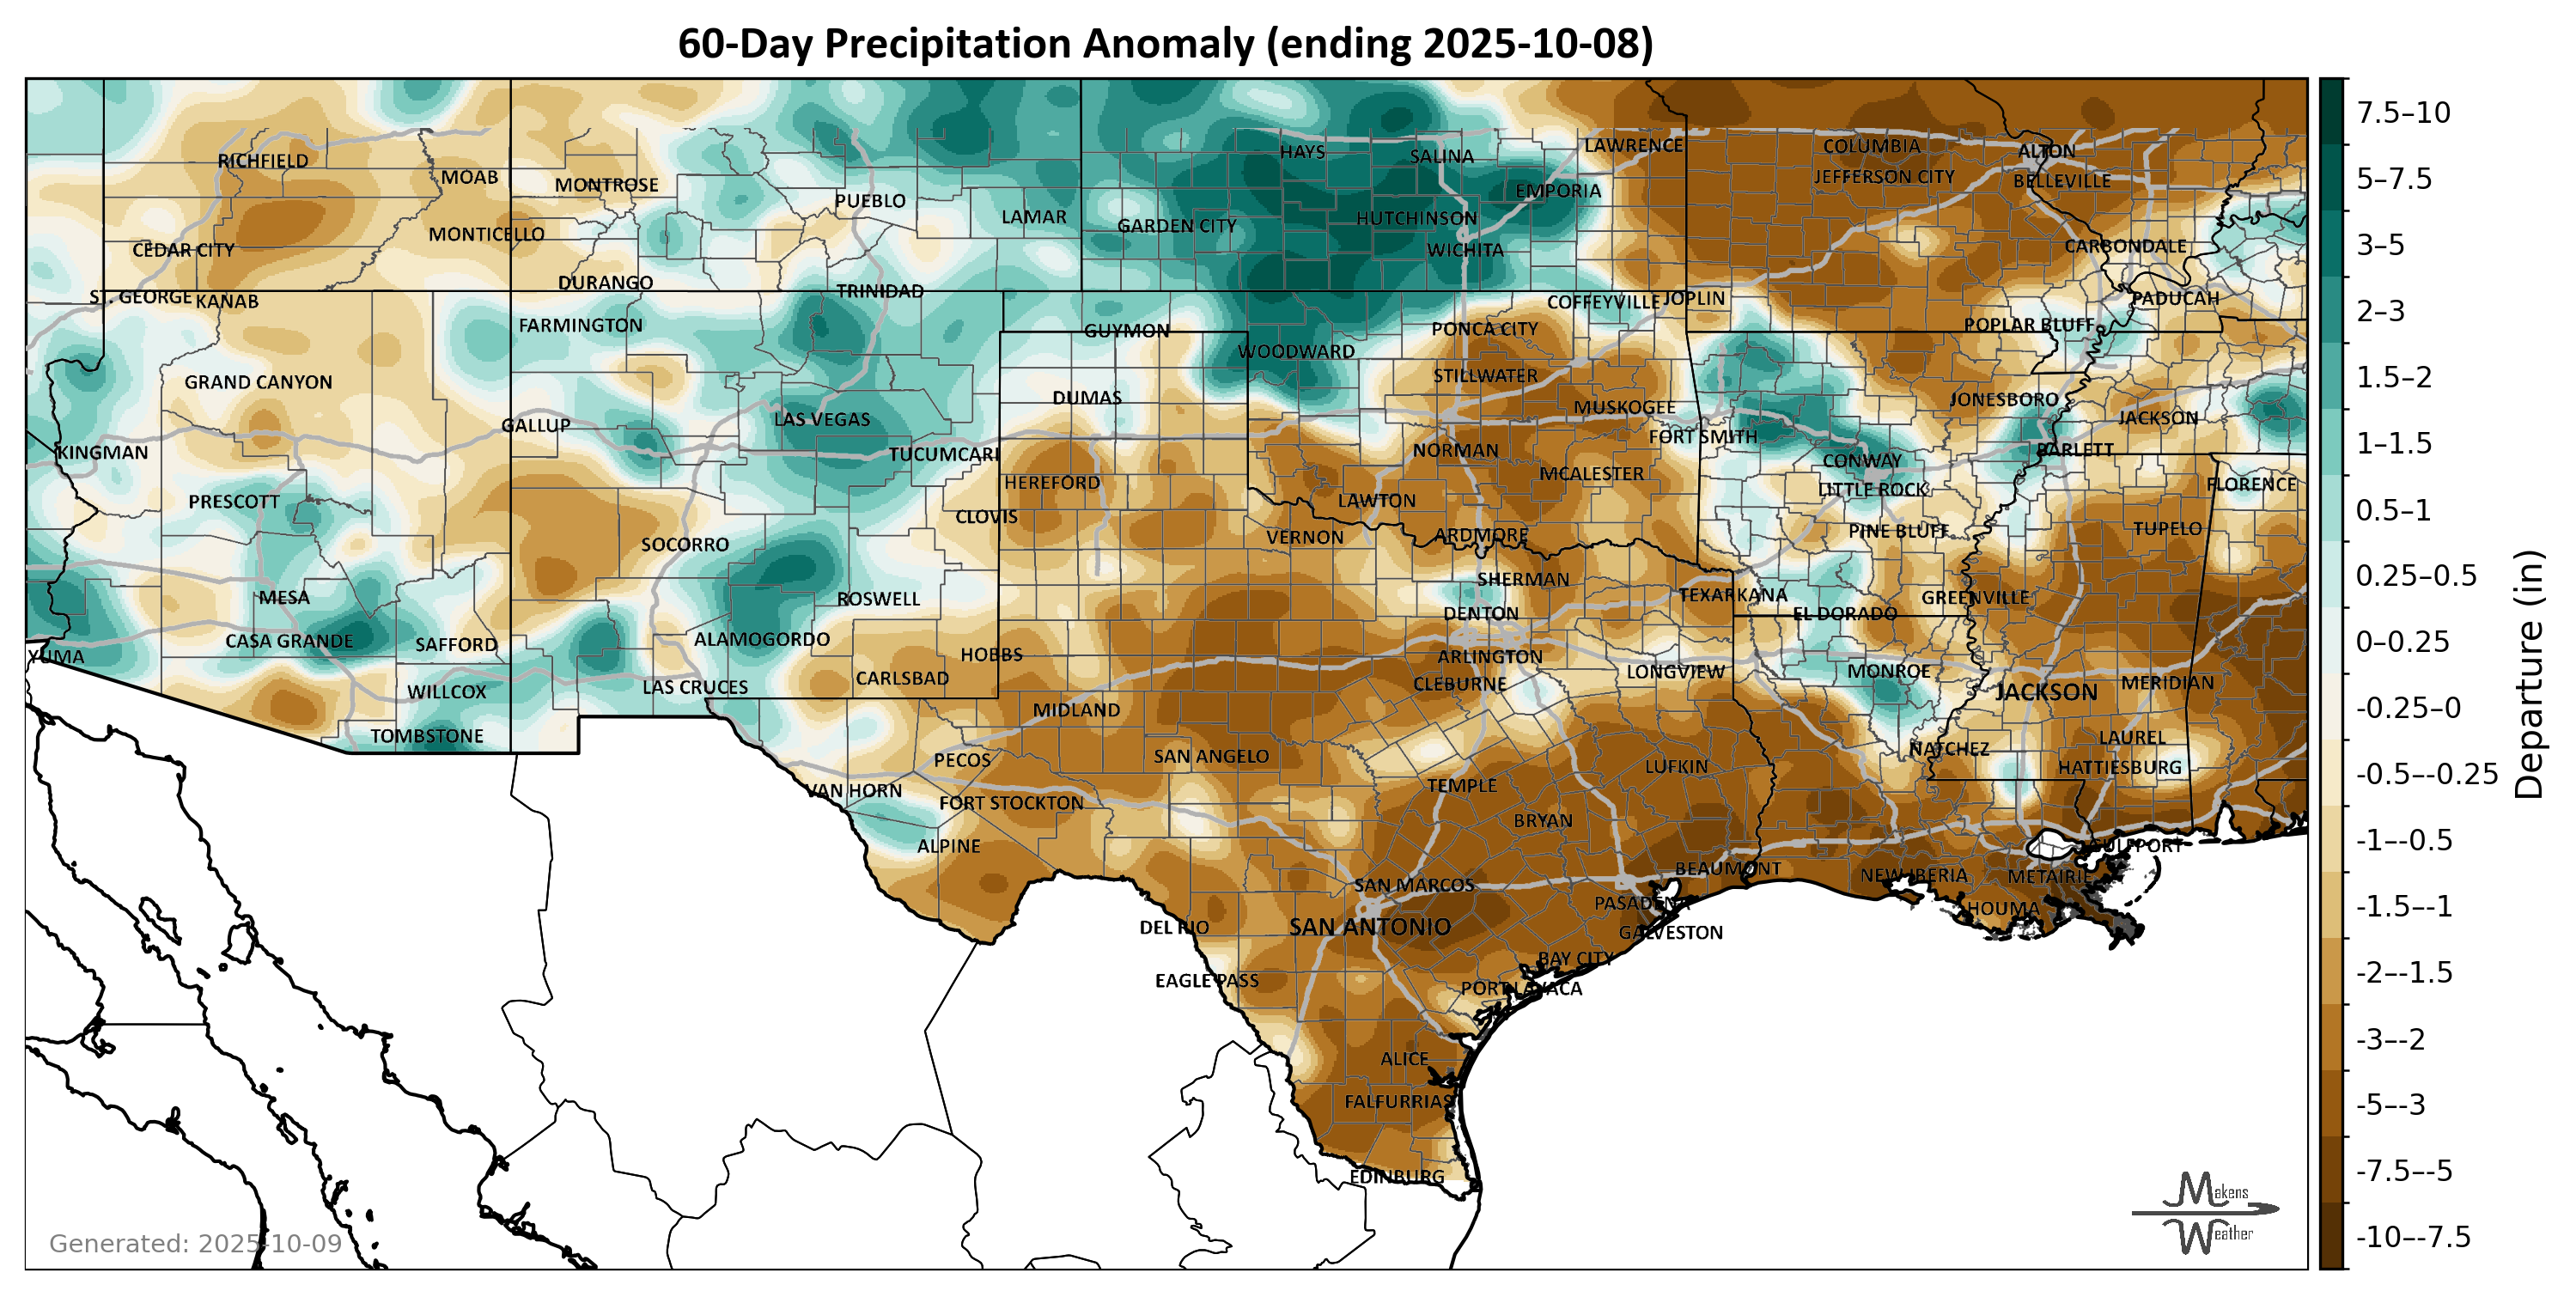 60-Day Precipitation Anomaly (ending 2025-10-08)
RICHFIELD
MOAB
MONTROSE
PUEBLO
LAMAR
HAYS
SALINA
LAWRENCE
COLUMBIA
ALTON
JEFFERSON CITY
BELLEVILLE
EMPORIA
GARDEN CITY
HUTCHINSON
WICHITA
CEDAR CITY
MONTICELLO
CARBONDALE
DURANGO
TRINIDAD
ST. GEORGE
KANAB
COFFEYVILLE
JOPLIN
PADUCAH
FARMINGTON
GUYMON
PONCA CITY
POPLAR BLUFF
WOODWARD
GRAND CANYON
STILLWATER
DUMAS
MUSKOGEE
JONESBORO
GALLUP
LAS VEGAS
JACKSON
KINGMAN
TUCUMCARI
NORMAN
FORT SMITH
CONWAY
BARLETT
HEREFORD
MCALESTER
LITTLE ROCK
FLORENCE
PRESCOTT
LAWTON
CLOVIS
SOCORRO
VERNON
ARDMORE
PINE BLUFF
TUPELO
MESA
ROSWELL
SHERMAN
TEXARKANA
GREENVILLE
CASA GRANDE
SAFFORD
ALAMOGORDO
DENTON
EL DORADO
YUMA
HOBBS
ARLINGTON
WILLCOX
LAS CRUCES
CARLSBAD
CLEBURNE
LONGVIEW
MONROE
JACKSON
MERIDIAN
MIDLAND
TOMBSTONE
PECOS
SAN ANGELO
NATCHEZ
LAUREL
VAN HORN
FORT STOCKTON
TEMPLE
LUFKIN
HATTIESBURG
ALPINE
BRYAN
GULFPORT
SAN MARCOS
BEAUMONT
NEW IBERIA
METAIRIE
DEL RIO
SAN ANTONIO
PASADENA
GALVESTON
HOUMA
EAGLE PASS
BAY CITY
PORT LAVACA
ALICE
FALFURRIAS
EDINBURG
7.5–10
5–7.5
3–5
2–3
1.5–2
1–1.5
0.5–1
0.25–0.5
0–0.25
-0.25–0
-0.5–-0.25
-1–-0.5
-1.5–-1
-2–-1.5
-3–-2
-5–-3
-7.5–-5
-10–-7.5
Departure (in)
Generated: 2025-10-09
Makens
Weather